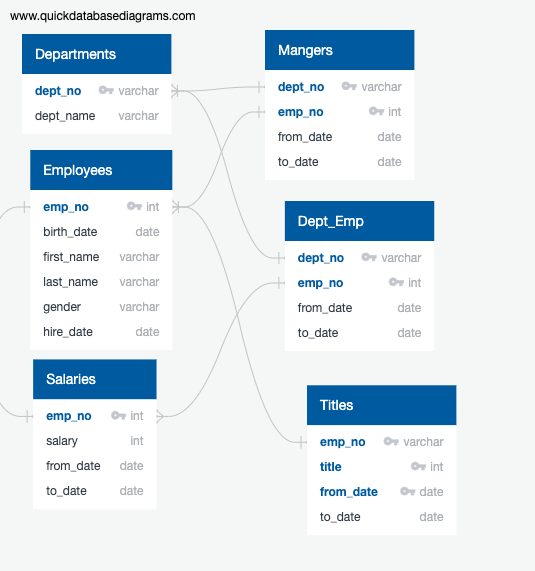 www.quickdatabasediagrams.com
Departments
dept_no varchar
dept_name varchar
Employees
emp_no int
birth_date date
first_name varchar
last_name varchar
gender varchar
hire_date date
Salaries
emp_no int
salary int
from_date date
to_date date
Mangers
dept_no varchar
emp_no int
from_date date
to_date date
Dept_Emp
dept_no varchar
emp_no int
from_date date
to_date date
Titles
emp_no varchar
title int
from_date date
to_date date